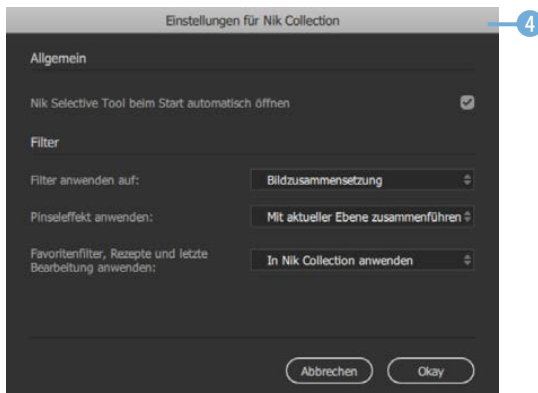 Einstellungen für Nik Collection
4
Allgemein
Nik Selective Tool beim Start automatisch öffnen
Filter
Filter anwenden auf:
Bildzusammensetzung
Pinseleffekt anwenden:
Mit aktueller Ebene zusammenführen
Favoritenfilter, Rezepte und letzte
Bearbeitung anwenden:
In Nik Collection anwenden
Abbrechen
Okay